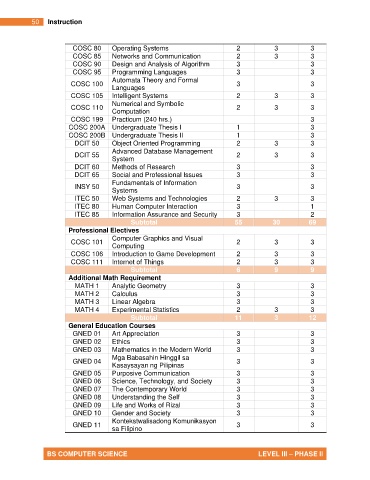 50 Instruction
COSC 80 Operating Systems 2 3 3
COSC 85 Networks and Communication 2 3 3
COSC 90 Design and Analysis of Algorithm 3 3
COSC 95 Programming Languages 3 3
COSC 100 Automata Theory and Formal Languages 3 3
COSC 105 Intelligent Systems 2 3 3
COSC 110 Numerical and Symbolic Computation 2 3 3
COSC 199 Practicum (240 hrs.) 3
COSC 200A Undergraduate Thesis I 1 3
COSC 200B Undergraduate Thesis II 1 3
DCIT 50 Object Oriented Programming 2 3 3
DCIT 55 Advanced Database Management System 2 3 3
DCIT 60 Methods of Research 3 3
DCIT 65 Social and Professional Issues 3 3
INSY 50 Fundamentals of Information Systems 3 3
ITEC 50 Web Systems and Technologies 2 3 3
ITEC 80 Human Computer Interaction 3 1
ITEC 85 Information Assurance and Security 3 2
Subtotal
Professional Electives
COSC 101 Computer Graphics and Visual Computing 2 3 3
COSC 106 Introduction to Game Development 2 3 3
COSC 111 Internet of Things 2 3 3
Subtotal 6 9 9
Additional Math Requirement
MATH 1 Analytic Geometry 3 3
MATH 2 Calculus 3 3
MATH 3 Linear Algebra 3 3
MATH 4 Experimental Statistics 2 3 3
Subtotal 11 3 12
General Education Courses
GNED 01 Art Appreciation 3 3
GNED 02 Ethics 3 3
GNED 03 Mathematics in the Modern World 3 3
GNED 04 Mga Babasahin Hinggil sa Kasaysayan ng Pilipinas 3 3
GNED 05 Purposive Communication 3 3
GNED 06 Science, Technology, and Society 3 3
GNED 07 The Contemporary World 3 3
GNED 08 Understanding the Self 3 3
GNED 09 Life and Works of Rizal 3 3
GNED 10 Gender and Society 3 3
GNED 11 Kontekstwalisadong Komunikasyon sa Filipino 3 3
BS COMPUTER SCIENCE LEVEL III – PHASE II